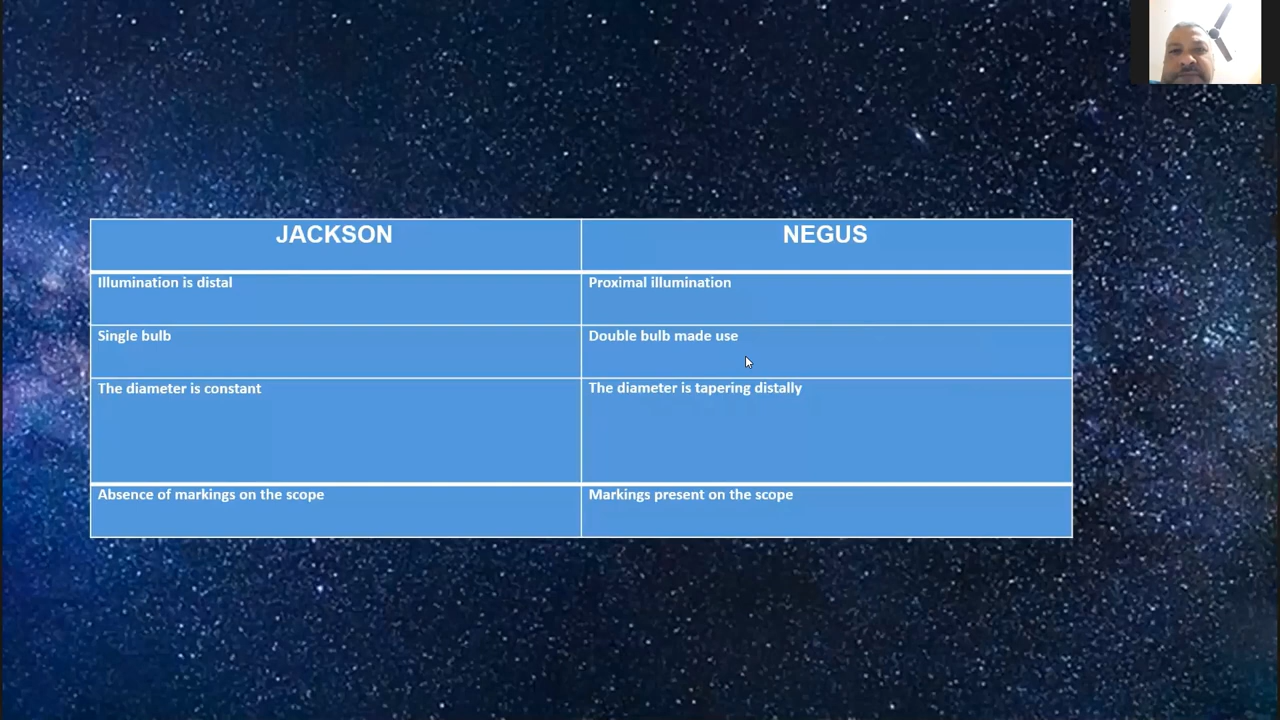 JACKSON
NEGUS
Illumination is distal
Proximal illumination
Single bulb
Double bulb made use
The diameter is constant
The diameter is tapering distally
Absence of markings on the scope
Markings present on the scope